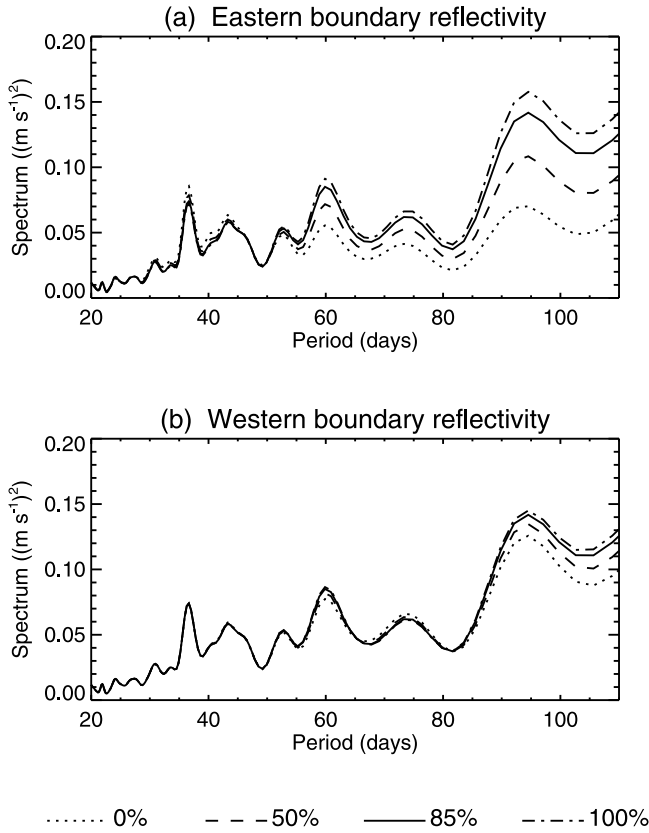 (a) Eastern boundary reflectivity
0.20
0.15
0.10
0.05
0.00
Spectrum ((m s⁻¹)²)
20 40 60 80 100
Period (days)
(b) Western boundary reflectivity
0.20
0.15
0.10
0.05
0.00
Spectrum ((m s⁻¹)²)
20 40 60 80 100
Period (days)
0% 50% 85% 100%